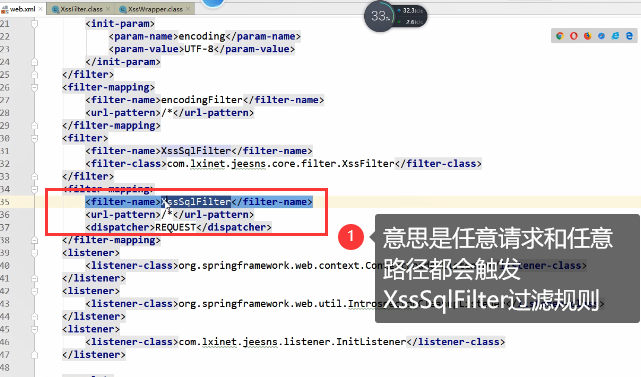 web.xml × XssFilter.class × XssWrapper.class ×
33% 32.3K/s
2.6K/s
21 <init-param>
22 <param-name>encoding</param-name>
23 <param-value>UTF-8</param-value>
24 </init-param>
25 </filter>
26 <filter-mapping>
27 <filter-name>encodingFilter</filter-name>
28 <url-pattern>/*</url-pattern>
29 </filter-mapping>
30 <filter>
31 <filter-name>XssSqlFilter</filter-name>
32 <filter-class>com.lxinet.jeesns.core.filter.XssFilter</filter-class>
33 </filter>
34 <filter-mapping>
35 <filter-name>XssSqlFilter</filter-name>
36 <url-pattern>/*</url-pattern>
37 <dispatcher>REQUEST</dispatcher>
38 </filter-mapping>
39 <listener>
40 <listener-class>org.springframework.web.context.Con
41 </listener>
42 <listener>
43 <listener-class>org.springframework.web.util.Intros
44 </listener>
45 <listener>
46 <listener-class>com.lxinet.jeesns.listener.InitListener</listener-class>
47 </listener>
48
1
意思是任意请求和任意
路径都会触发
XssSqlFilter过滤规则